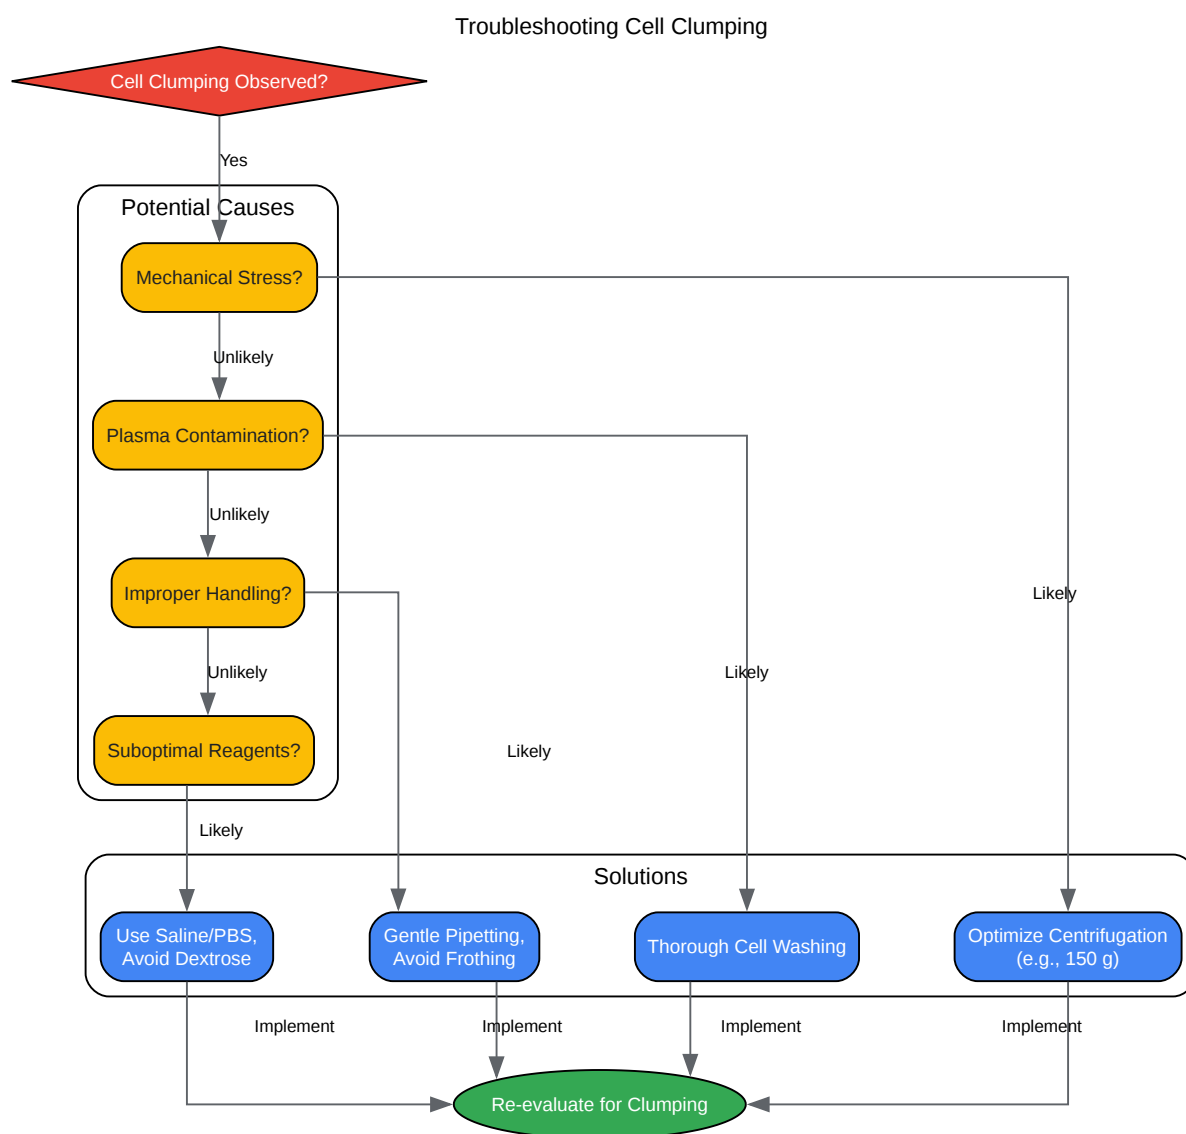 Troubleshooting Cell Clumping
Cell Clumping Observed?
Yes
Potential Causes
Mechanical Stress?
Unlikely
Plasma Contamination?
Unlikely
Improper Handling?
Likely
Unlikely
Likely
Suboptimal Reagents?
Likely
Likely
Solutions
Use Saline/PBS,
Avoid Dextrose
Gentle Pipetting,
Avoid Frothing
Thorough Cell Washing
Optimize Centrifugation
(e.g., 150 g)
Implement
Implement
Implement
Implement
Re-evaluate for Clumping